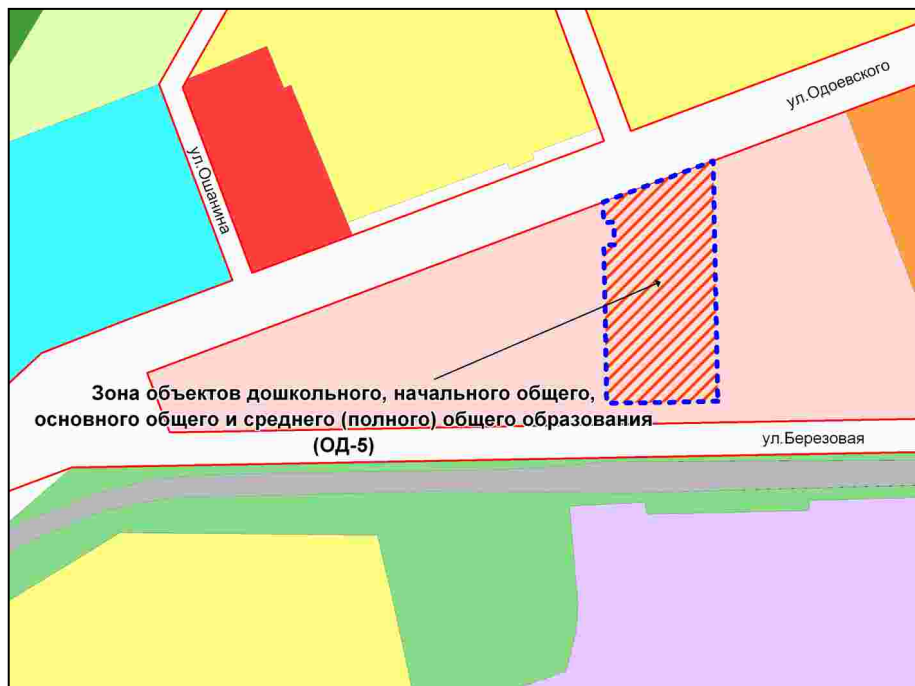 ул.Одоевского
ул.Ошанина
Зона объектов дошкольного, начального общего,
основного общего и среднего (полного) общего образования
(ОД-5)
ул.Березовая